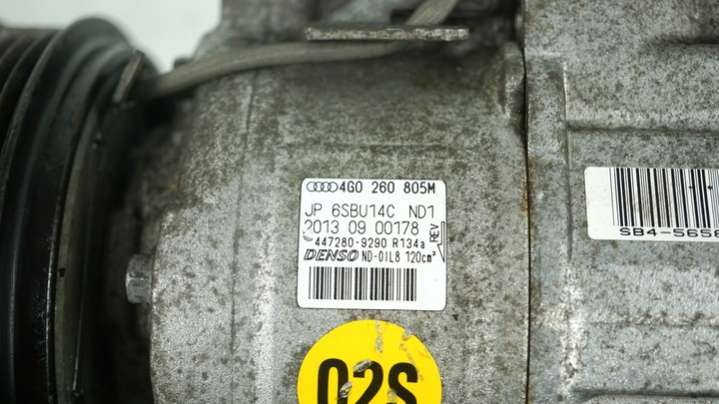 4G0 260 805M
JP 6SBU14C ND1
2013 09 00178
REV
447280-9290 R134a
DENSO ND-OIL8 120cm³
SB4-5656
02S